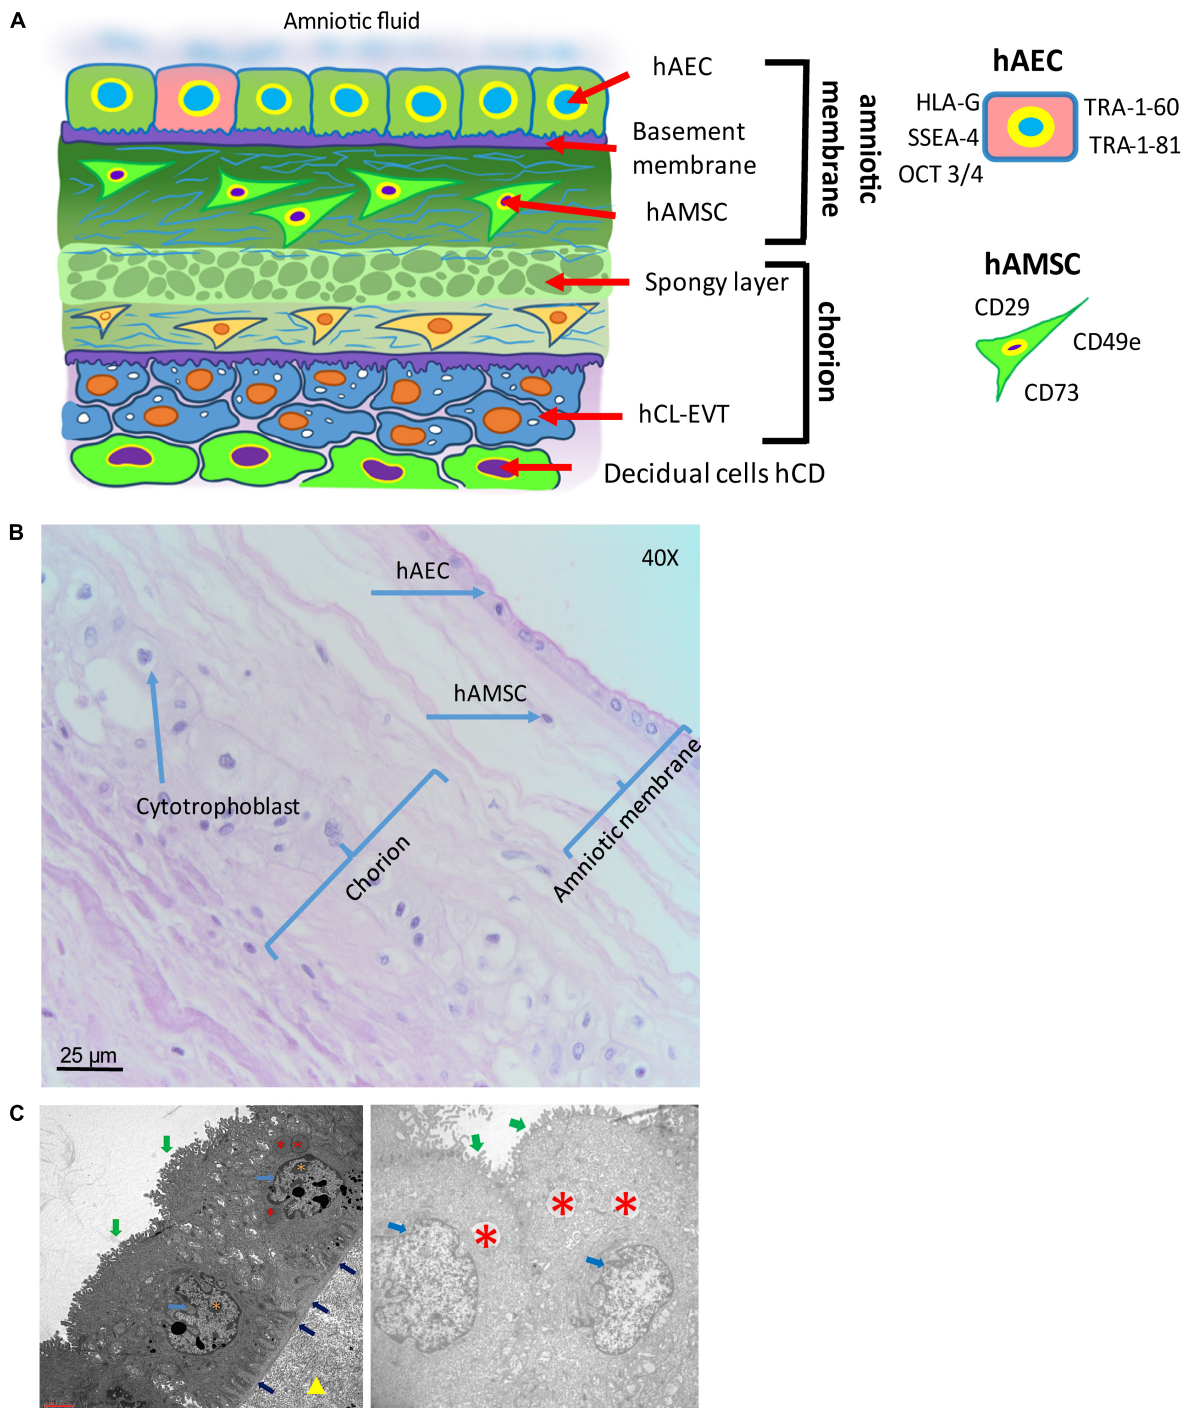 A
Amniotic fluid
hAEC
Basement
membrane
hAMSC
Spongy layer
hCL-EVT
Decidual cells hCD
amniotic
membrane
chorion
hAEC
HLA-G
SSEA-4
OCT 3/4
TRA-1-60
TRA-1-81
hAMSC
CD29
CD49e
CD73
B
40X
hAEC
hAMSC
Cytotrophoblast
Chorion
Amniotic membrane
25 µm
C